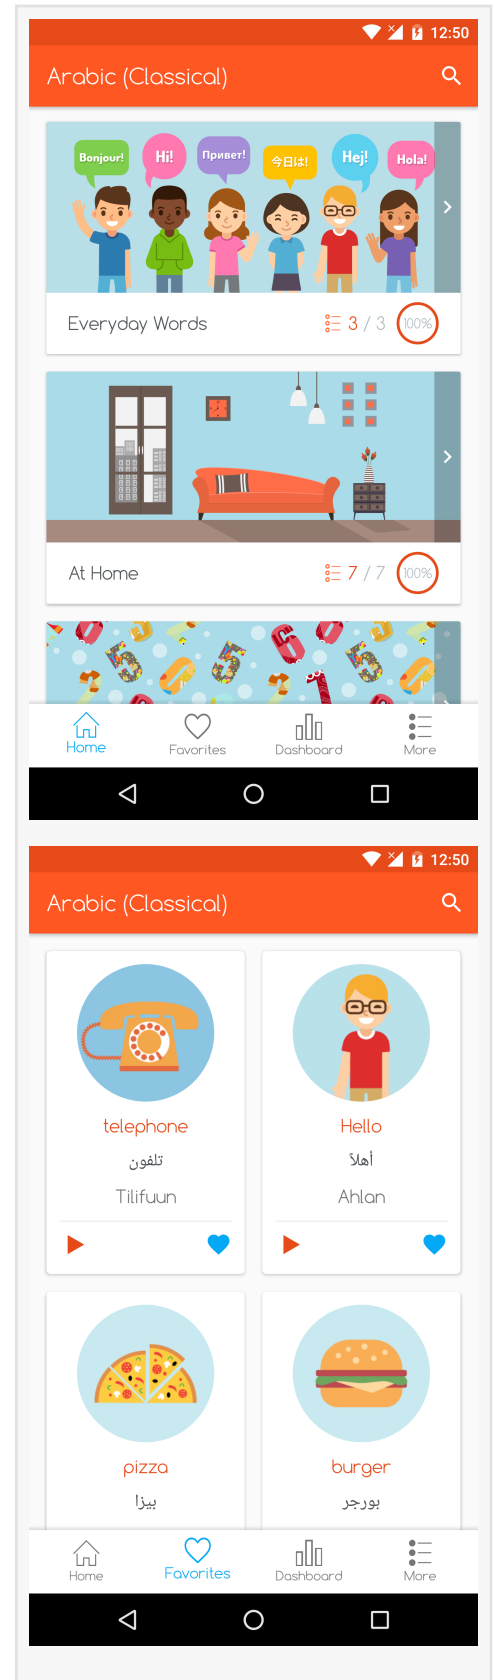 12:50
Arabic (Classical)
Bonjour!
Hi!
Привет!
今日は!
Hej!
Hola!
Everyday Words
3 / 3
100%
At Home
7 / 7
100%
Home
Favorites
Dashboard
More
12:50
Arabic (Classical)
telephone
تلفون
Tilifuun
Hello
أهلاً
Ahlan
pizza
بيزا
burger
بورجر
Home
Favorites
Dashboard
More